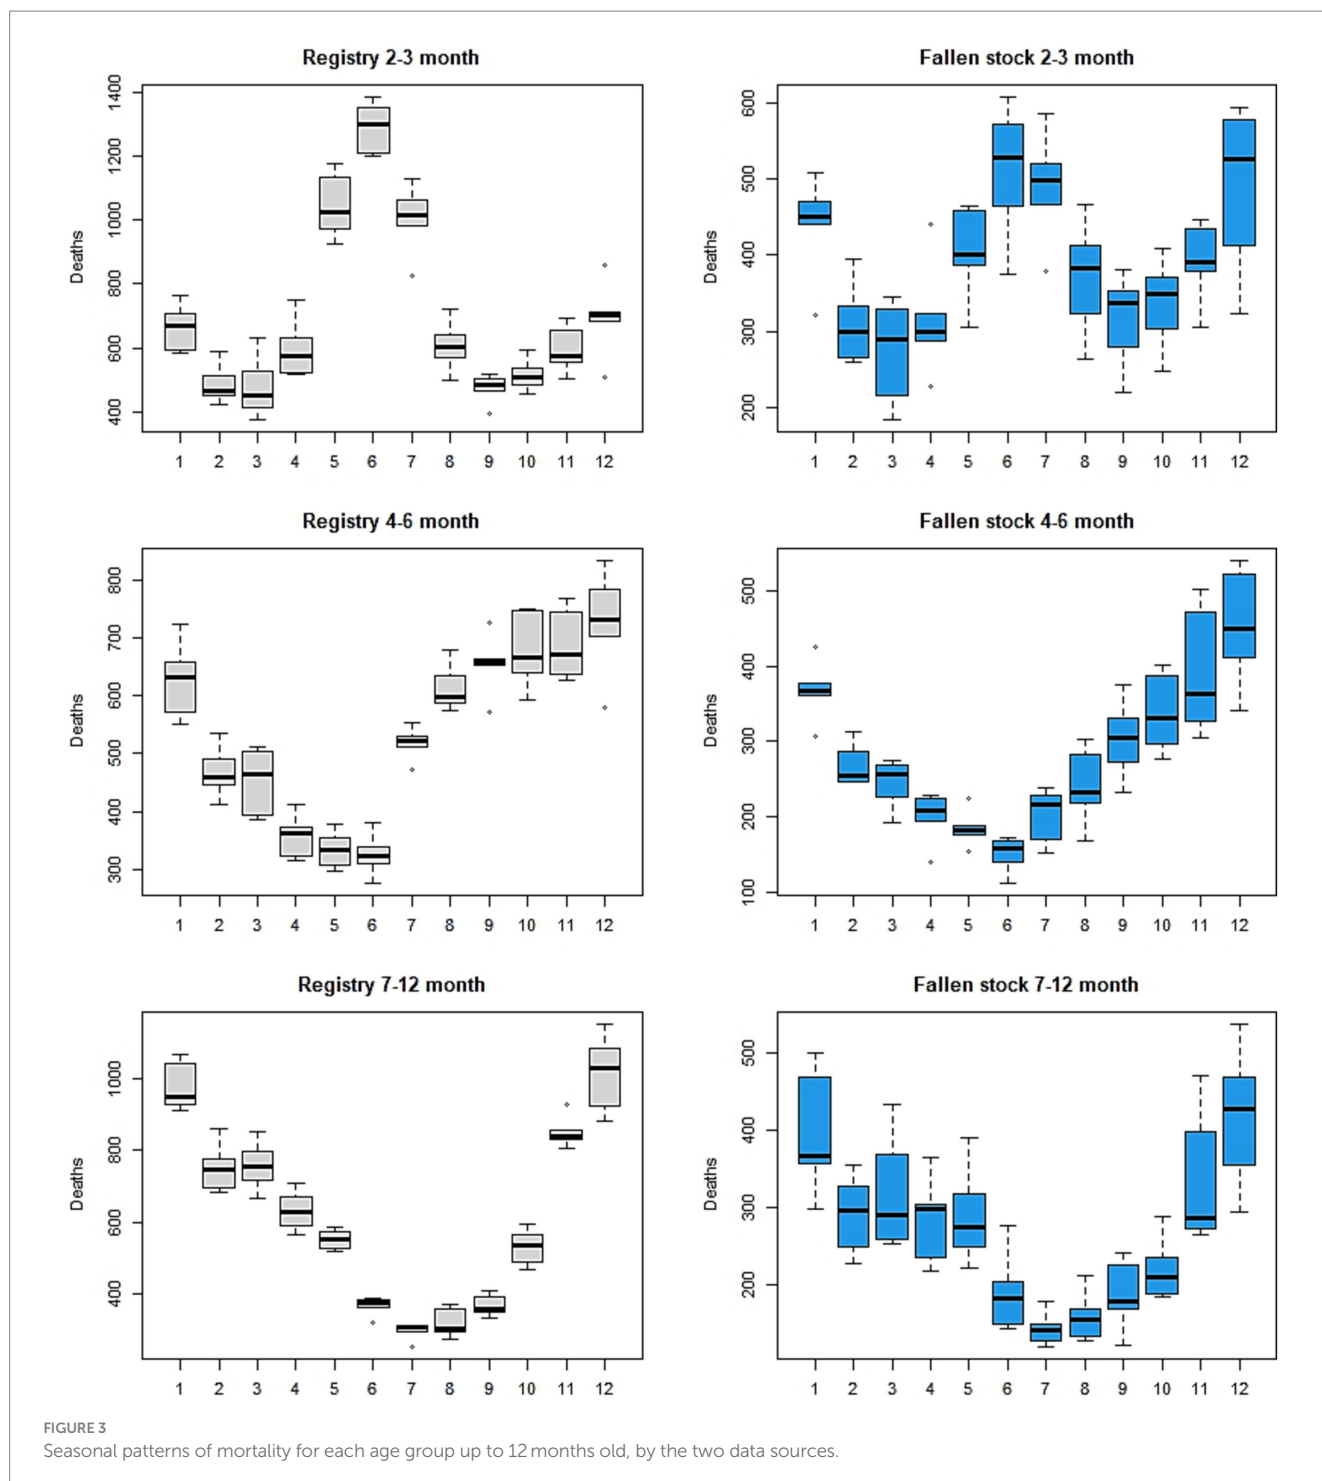 Registry 2-3 month
Deaths
1400
1200
1000
800
600
400
1 2 3 4 5 6 7 8 9 10 11 12
Fallen stock 2-3 month
Deaths
600
500
400
300
200
1 2 3 4 5 6 7 8 9 10 11 12
Registry 4-6 month
Deaths
800
700
600
500
400
300
1 2 3 4 5 6 7 8 9 10 11 12
Fallen stock 4-6 month
Deaths
500
400
300
200
100
1 2 3 4 5 6 7 8 9 10 11 12
Registry 7-12 month
Deaths
1000
800
600
400
1 2 3 4 5 6 7 8 9 10 11 12
Fallen stock 7-12 month
Deaths
500
400
300
200
1 2 3 4 5 6 7 8 9 10 11 12
FIGURE 3
Seasonal patterns of mortality for each age group up to 12 months old, by the two data sources.